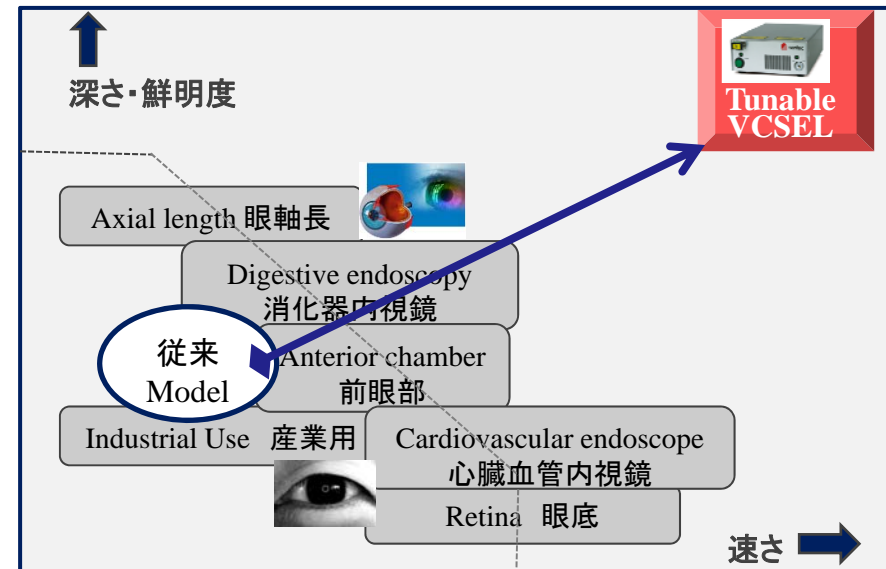 深さ・鮮明度
Tunable
VCSEL
Axial length 眼軸長
Digestive endoscopy
消化器内視鏡
従来
Model
Anterior chamber
前眼部
Industrial Use 産業用
Cardiovascular endoscope
心臓血管内視鏡
Retina 眼底
速さ